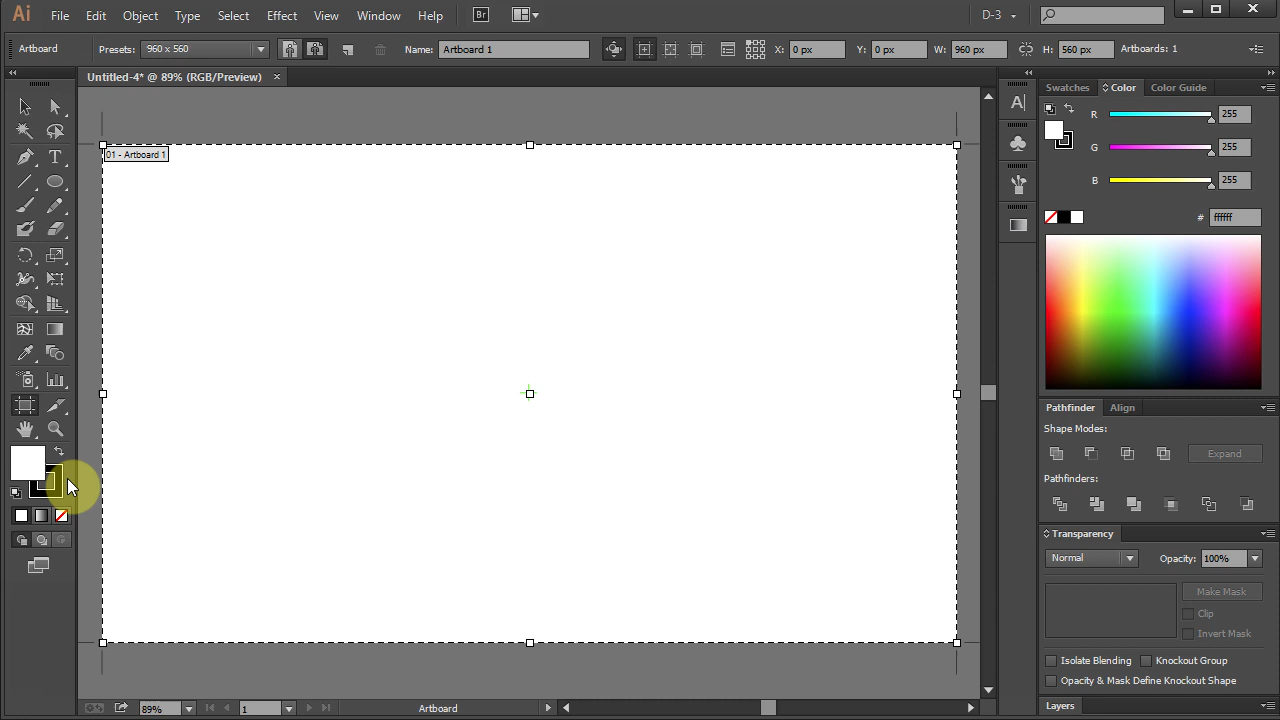 Ai File Edit Object Type Select Effect View Window Help Br D-3
Artboard Presets: 960 x 560 Name: Artboard 1 X: 0 px Y: 0 px W: 960 px H: 560 px Artboards: 1
Untitled-4* @ 89% (RGB/Preview) ×
Swatches Color Color Guide
R 255
G 255
B 255
# ffffff
01 - Artboard 1
T
A
Pathfinder Align
Shape Modes:
Expand
Pathfinders:
Transparency
Normal Opacity: 100%
Make Mask
Clip
Invert Mask
Isolate Blending Knockout Group
Opacity & Mask Define Knockout Shape
Layers
89% 1 Artboard